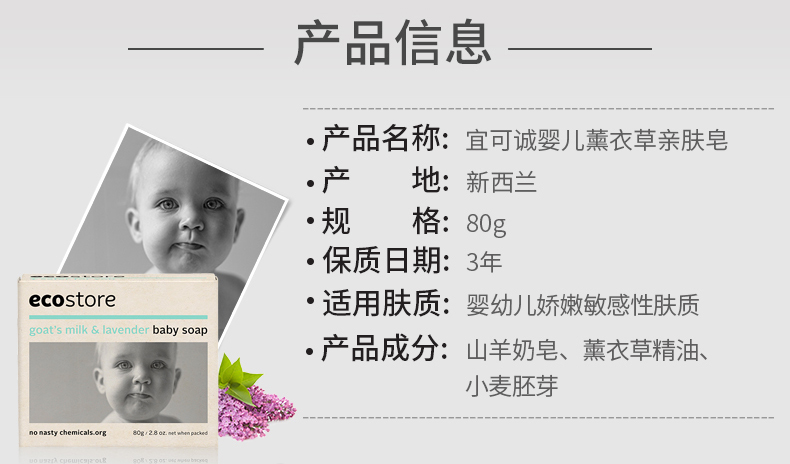 产品信息
产品名称: 宜可诚婴儿薰衣草亲肤皂
产 地: 新西兰
规 格: 80g
保质日期: 3年
适用肤质: 婴幼儿娇嫩敏感性肤质
产品成分: 山羊奶皂、薰衣草精油、
小麦胚芽
ecostore
ecostore
goat's milk & lavender baby soap
no nasty chemicals.org 80g / 2.8 oz. net when packed